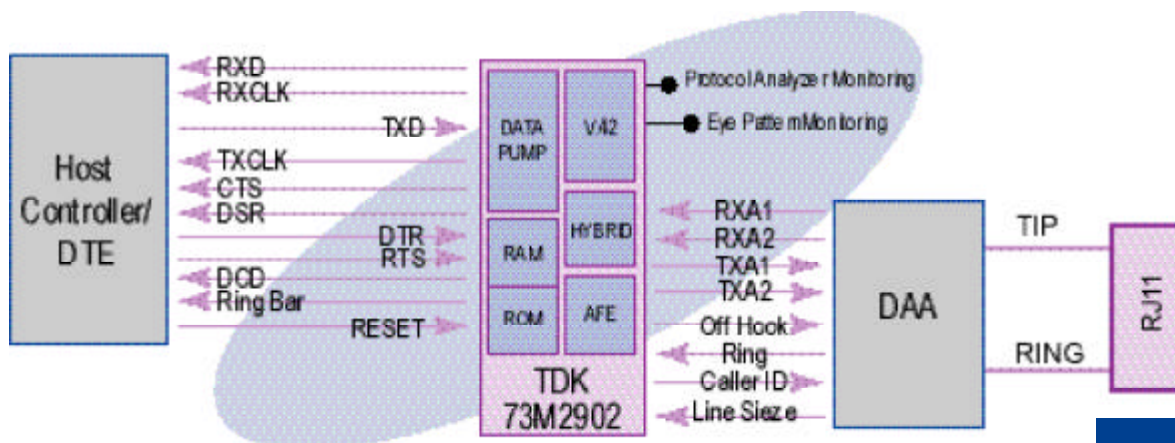 Host
Controller/
DTE
RXD
RXCLK
TXD
TXCLK
CTS
DSR
DTR
RTS
DCD
Ring Bar
RESET
DATA
PUMP
V.42
HYBRID
RAM
ROM
AFE
TDK
73M2902
Protocol Analyzer Monitoring
Eye Pattern Monitoring
RXA1
RXA2
TXA1
TXA2
Off Hook
Ring
Caller ID
Line Sieze
DAA
TIP
RING
RJ11